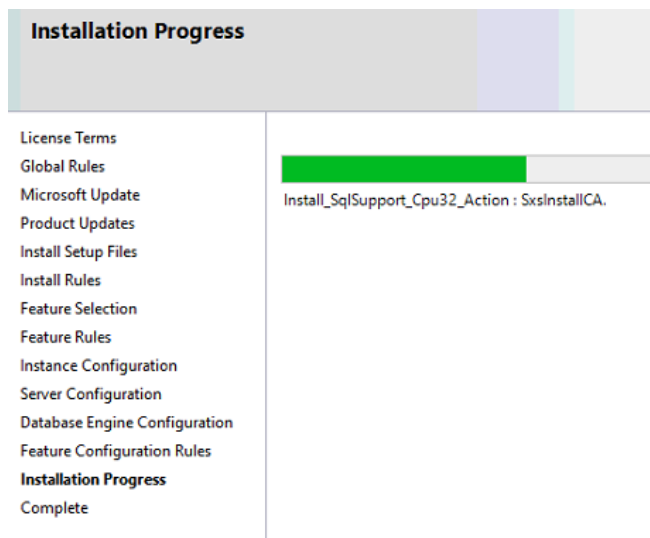 Installation Progress
License Terms
Global Rules
Microsoft Update
Product Updates
Install Setup Files
Install Rules
Feature Selection
Feature Rules
Instance Configuration
Server Configuration
Database Engine Configuration
Feature Configuration Rules
Installation Progress
Complete
Install_SqlSupport_Cpu32_Action : SxsInstallCA.